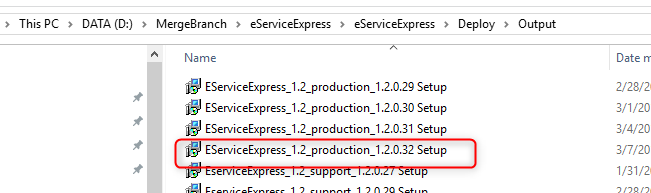 This PC > DATA (D:) > MergeBranch > eServiceExpress > eServiceExpress > Deploy > Output
Name
Date m
EServiceExpress_1.2_production_1.2.0.29 Setup
2/28/20
EServiceExpress_1.2_production_1.2.0.30 Setup
3/1/201
EServiceExpress_1.2_production_1.2.0.31 Setup
3/4/201
EServiceExpress_1.2_production_1.2.0.32 Setup
3/7/201
EserviceExpress_1.2_support_1.2.0.27 Setup
1/31/20
EserviceExpress_1.2_support_1.2.0.29 Setup
2/28/20